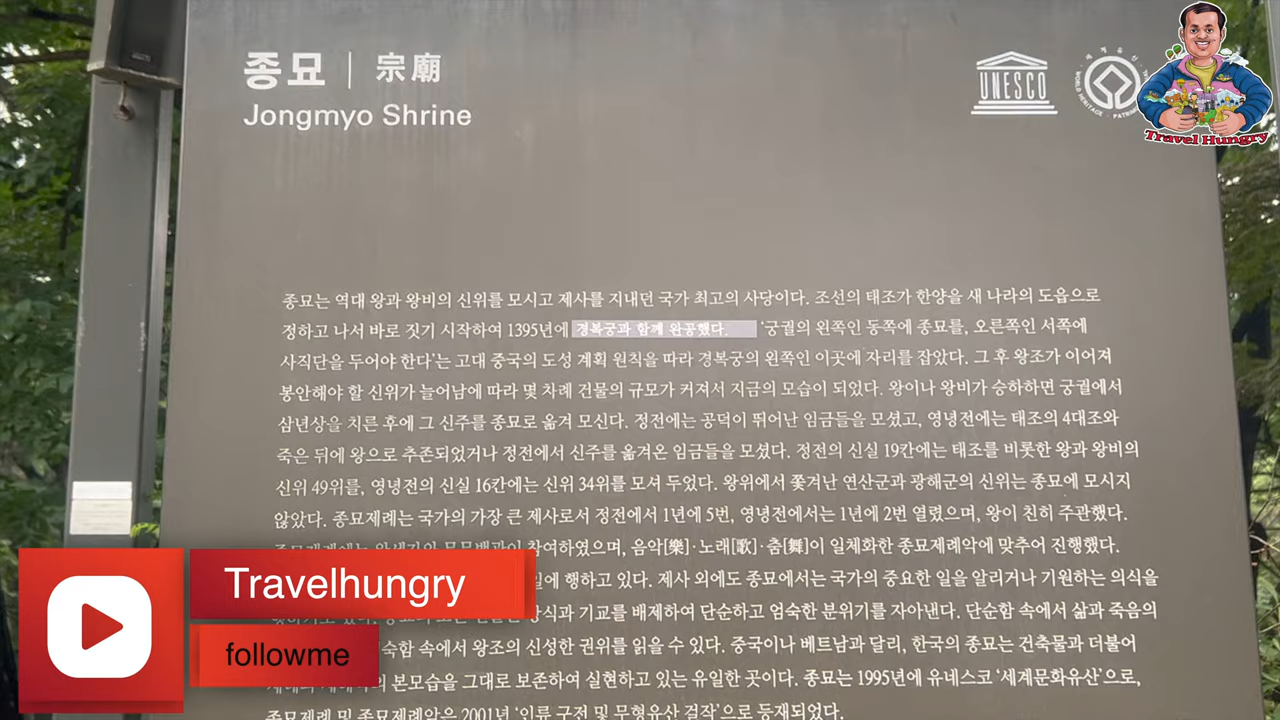 종묘 | 宗廟
Jongmyo Shrine
UNESCO
WORLD HERITAGE · PATRIM
Travel Hungry
종묘는 역대 왕과 왕비의 신위를 모시고 제사를 지내던 국가 최고의 사당이다. 조선의 태조가 한양을 새 나라의 도읍으로
정하고 나서 바로 짓기 시작하여 1395년에 경복궁과 함께 완공했다. ‘궁궐의 왼쪽인 동쪽에 종묘를, 오른쪽인 서쪽에
사직단을 두어야 한다’는 고대 중국의 도성 계획 원칙을 따라 경복궁의 왼쪽인 이곳에 자리를 잡았다. 그 후 왕조가 이어져
봉안해야 할 신위가 늘어남에 따라 몇 차례 건물의 규모가 커져서 지금의 모습이 되었다. 왕이나 왕비가 승하하면 궁궐에서
삼년상을 치른 후에 그 신주를 종묘로 옮겨 모신다. 정전에는 공덕이 뛰어난 임금들을 모셨고, 영녕전에는 태조의 4대조와
죽은 뒤에 왕으로 추존되었거나 정전에서 신주를 옮겨온 임금들을 모셨다. 정전의 신실 19칸에는 태조를 비롯한 왕과 왕비의
신위 49위를, 영녕전의 신실 16칸에는 신위 34위를 모셔 두었다. 왕위에서 쫓겨난 연산군과 광해군의 신위는 종묘에 모시지
않았다. 종묘제례는 국가의 가장 큰 제사로서 정전에서 1년에 5번, 영녕전에서는 1년에 2번 열렸으며, 왕이 친히 주관했다.
참여하였으며, 음악[樂]·노래[歌]·춤[舞]이 일체화한 종묘제례악에 맞추어 진행했다.
행하고 있다. 제사 외에도 종묘에서는 국가의 중요한 일을 알리거나 기원하는 의식을
기교를 배제하여 단순하고 엄숙한 분위기를 자아낸다. 단순함 속에서 삶과 죽음의
속에서 왕조의 신성한 권위를 읽을 수 있다. 중국이나 베트남과 달리, 한국의 종묘는 건축물과 더불어
본모습을 그대로 보존하여 실현하고 있는 유일한 곳이다. 종묘는 1995년에 유네스코 ‘세계문화유산’으로,
종묘제례 및 종묘제례악은 2001년 ‘인류 구전 및 무형유산 걸작’으로 등재되었다.
Travelhungry
followme